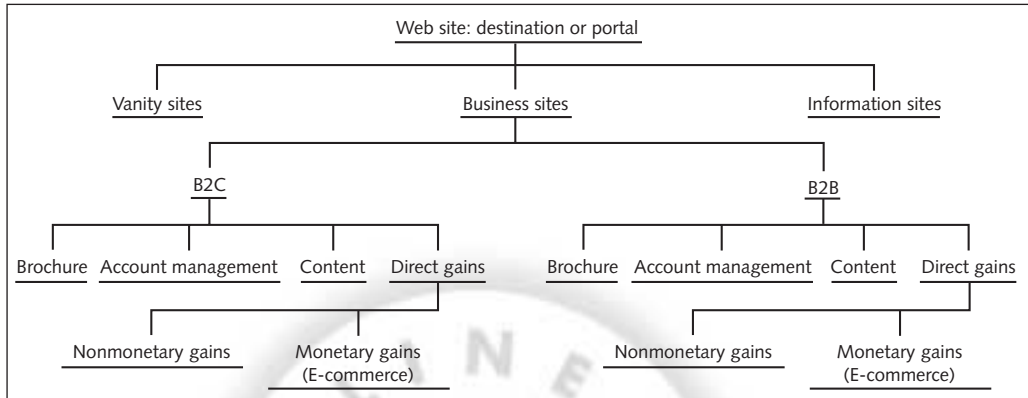 Web site: destination or portal
Vanity sites
Business sites
Information sites
B2C
B2B
Brochure
Account management
Content
Direct gains
Brochure
Account management
Content
Direct gains
Nonmonetary gains
Monetary gains
(E-commerce)
Nonmonetary gains
Monetary gains
(E-commerce)